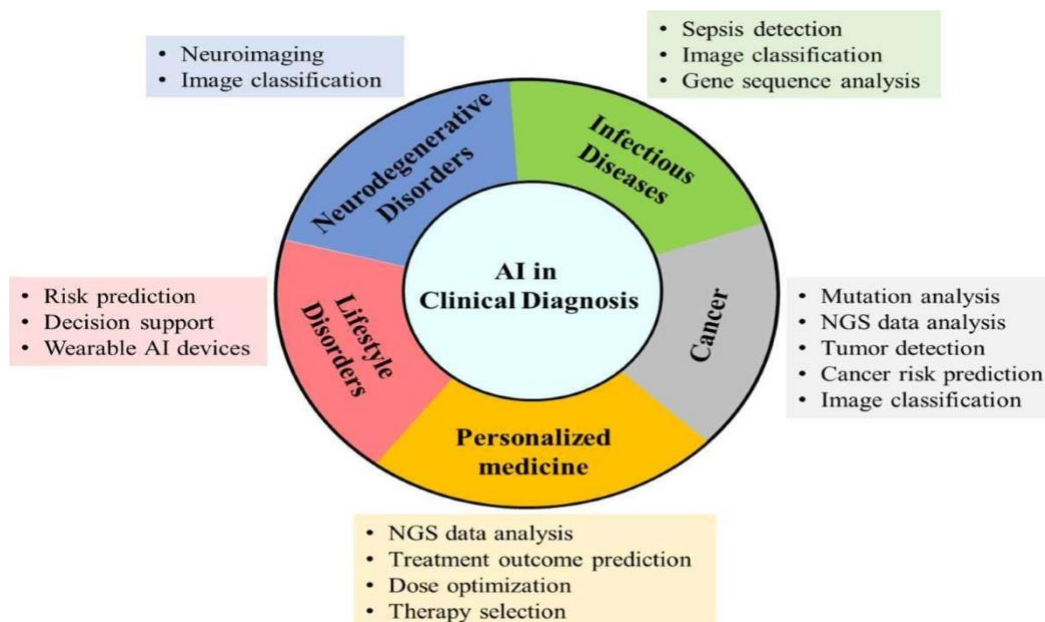 • Neuroimaging
• Image classification
• Sepsis detection
• Image classification
• Gene sequence analysis
Neurodegenerative
Disorders
Infectious
Diseases
AI in
Clinical Diagnosis
• Risk prediction
• Decision support
• Wearable AI devices
Lifestyle
Disorders
Cancer
• Mutation analysis
• NGS data analysis
• Tumor detection
• Cancer risk prediction
• Image classification
Personalized
medicine
• NGS data analysis
• Treatment outcome prediction
• Dose optimization
• Therapy selection